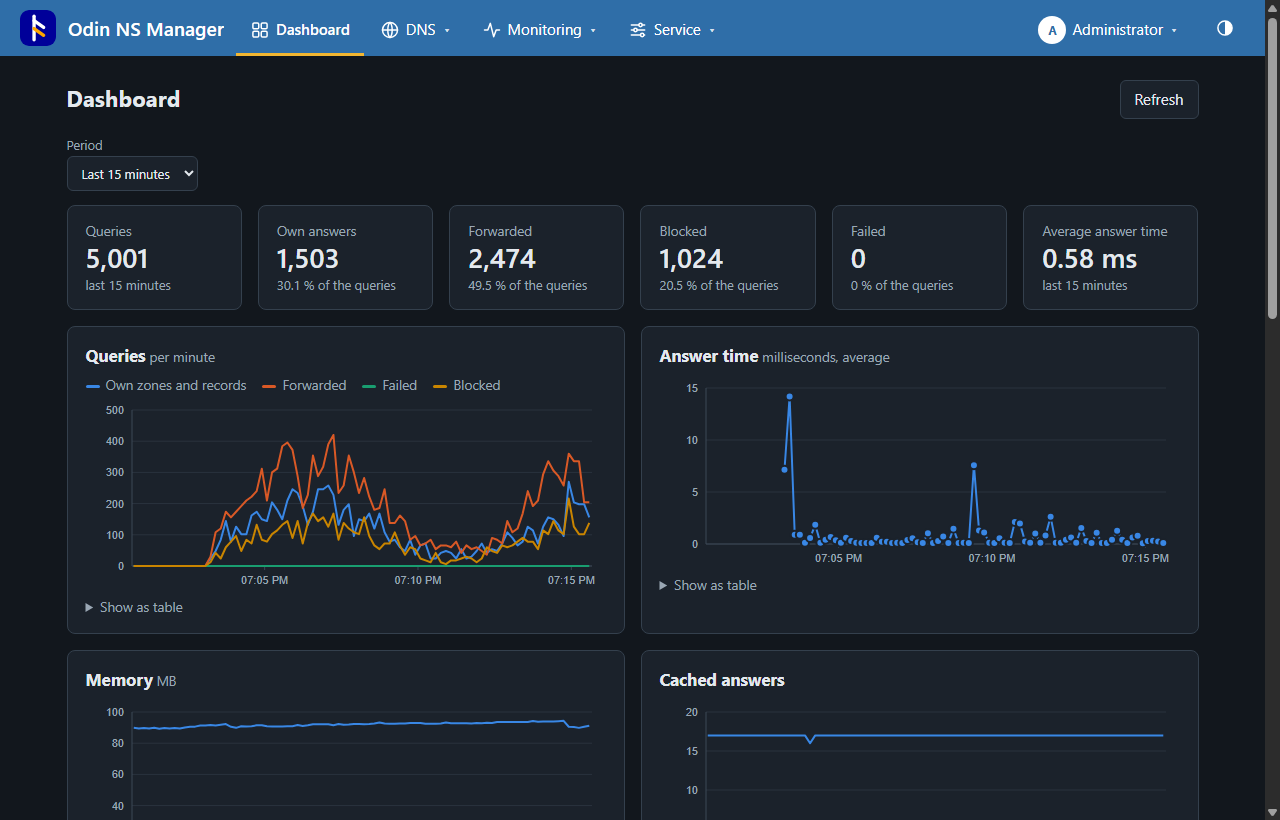 Odin NS Manager Dashboard DNS Monitoring Service A Administrator
Dashboard Refresh
Period
Last 15 minutes
Queries
5,001
last 15 minutes
Own answers
1,503
30.1 % of the queries
Forwarded
2,474
49.5 % of the queries
Blocked
1,024
20.5 % of the queries
Failed
0
0 % of the queries
Average answer time
0.58 ms
last 15 minutes
Queries per minute
Own zones and records Forwarded Failed Blocked
500
400
300
200
100
0
07:05 PM 07:10 PM 07:15 PM
Show as table
Answer time milliseconds, average
15
10
5
0
07:05 PM 07:10 PM 07:15 PM
Show as table
Memory MB
100
80
60
40
Cached answers
20
15
10